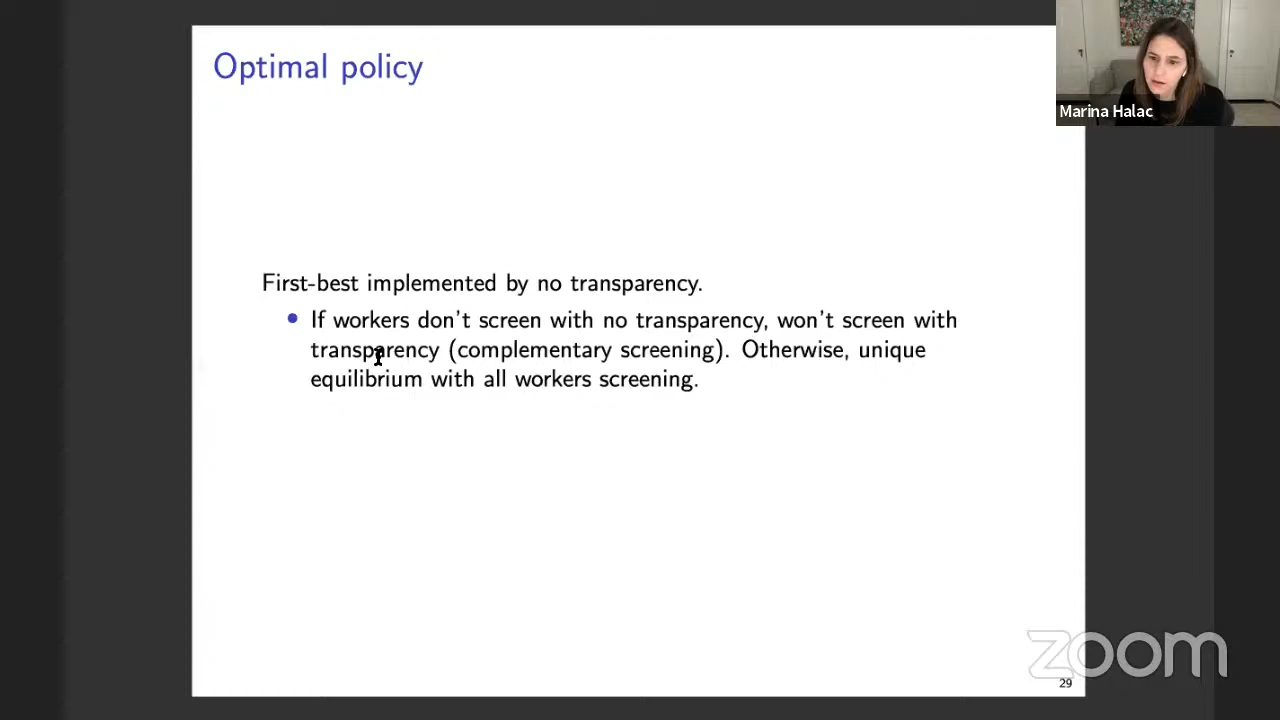 Optimal policy
Marina Halac
First-best implemented by no transparency.
• If workers don't screen with no transparency, won't screen with
transparency (complementary screening). Otherwise, unique
equilibrium with all workers screening.
zoom
29